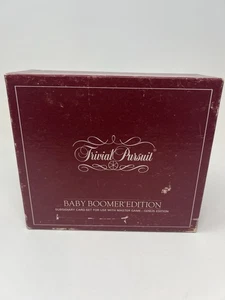 Trivial Pursuit
BABY BOOMER EDITION
SUBSIDIARY CARD SET FOR USE WITH MASTER GAME—GENUS EDITION